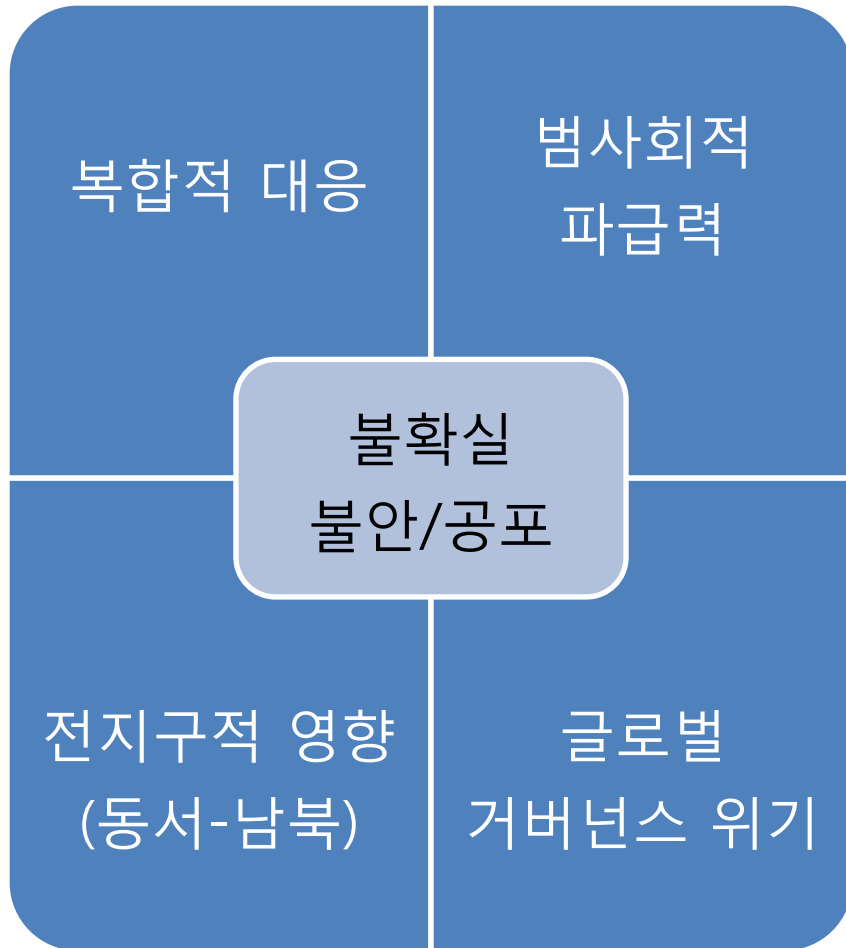 복합적 대응
범사회적
파급력
불확실
불안/공포
전지구적 영향
(동서-남북)
글로벌
거버넌스 위기